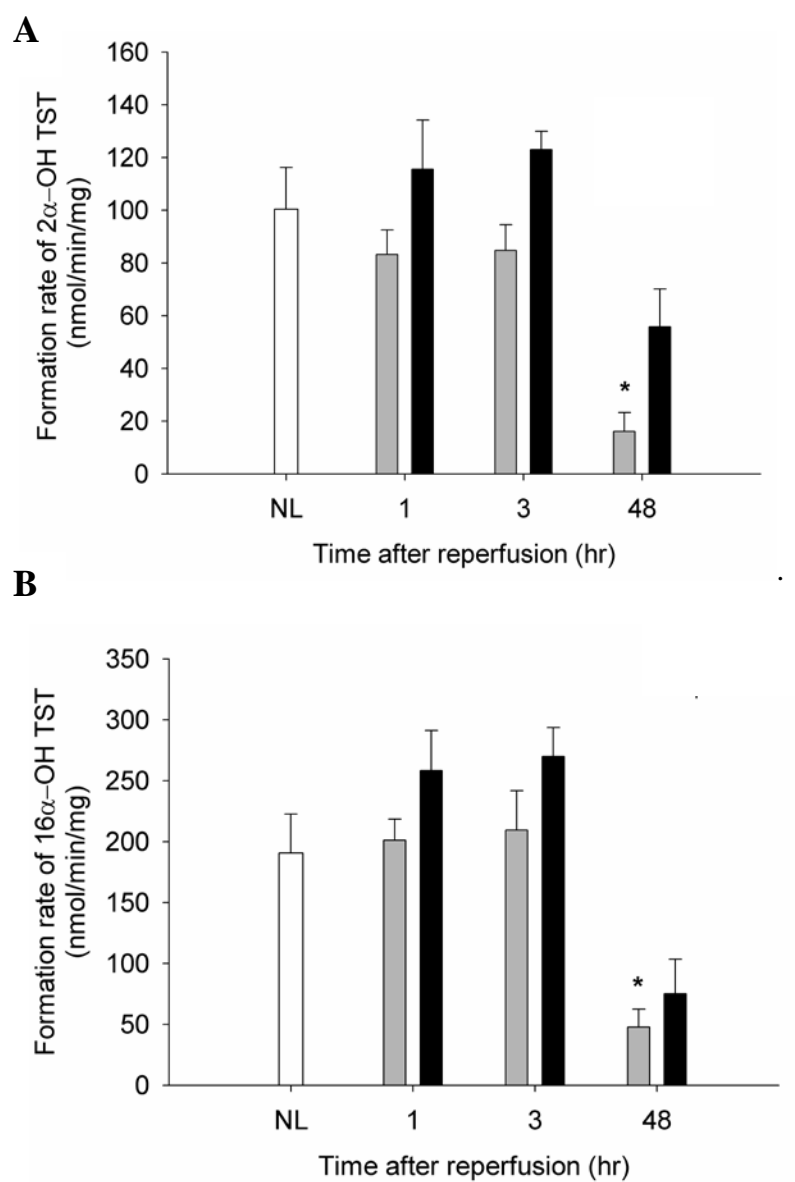 A
160
140
120
100
80
60
40
20
0
Formation rate of 2α–OH TST
(nmol/min/mg)
*
NL 1 3 48
Time after reperfusion (hr)
.
B
350
300
250
200
150
100
50
0
Formation rate of 16α–OH TST
(nmol/min/mg)
*
NL 1 3 48
Time after reperfusion (hr)